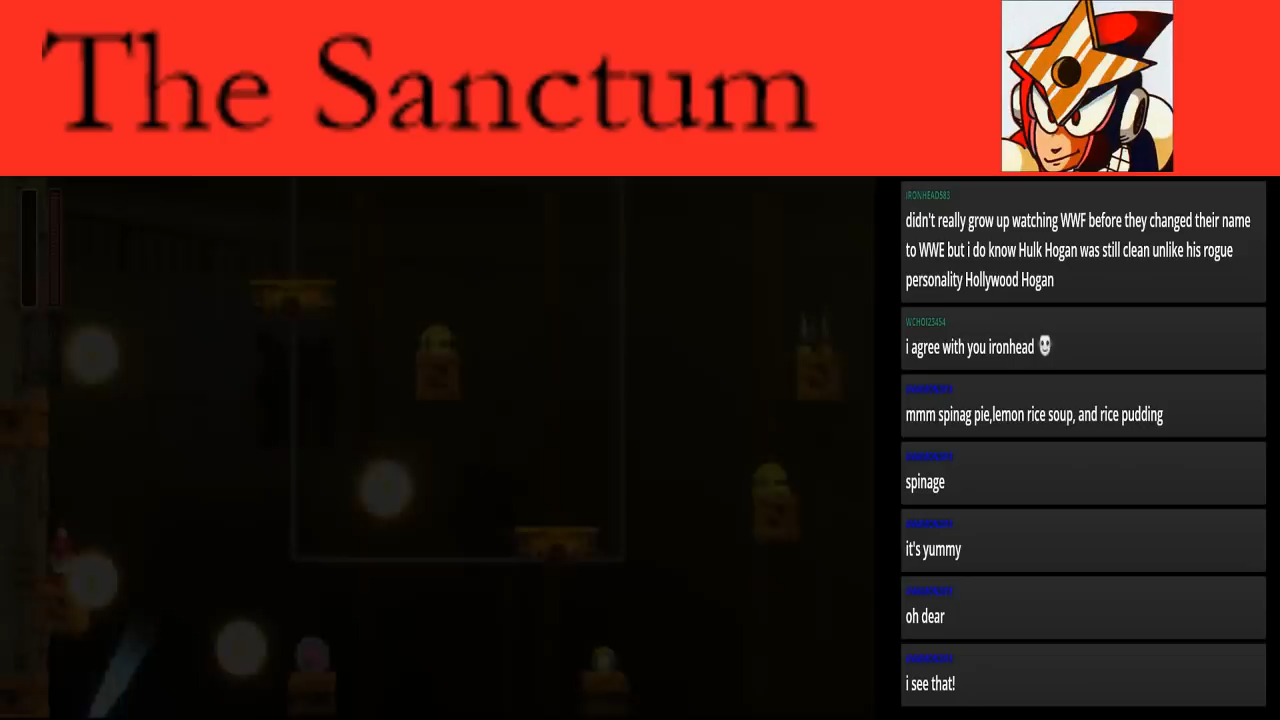 The Sanctum
IRONHEAD583
didn't really grow up watching WWF before they changed their name
to WWE but i do know Hulk Hogan was still clean unlike his rogue
personality Hollywood Hogan
WCHOI23454
i agree with you ironhead
mmm spinag pie,lemon rice soup, and rice pudding
spinage
it's yummy
oh dear
i see that!